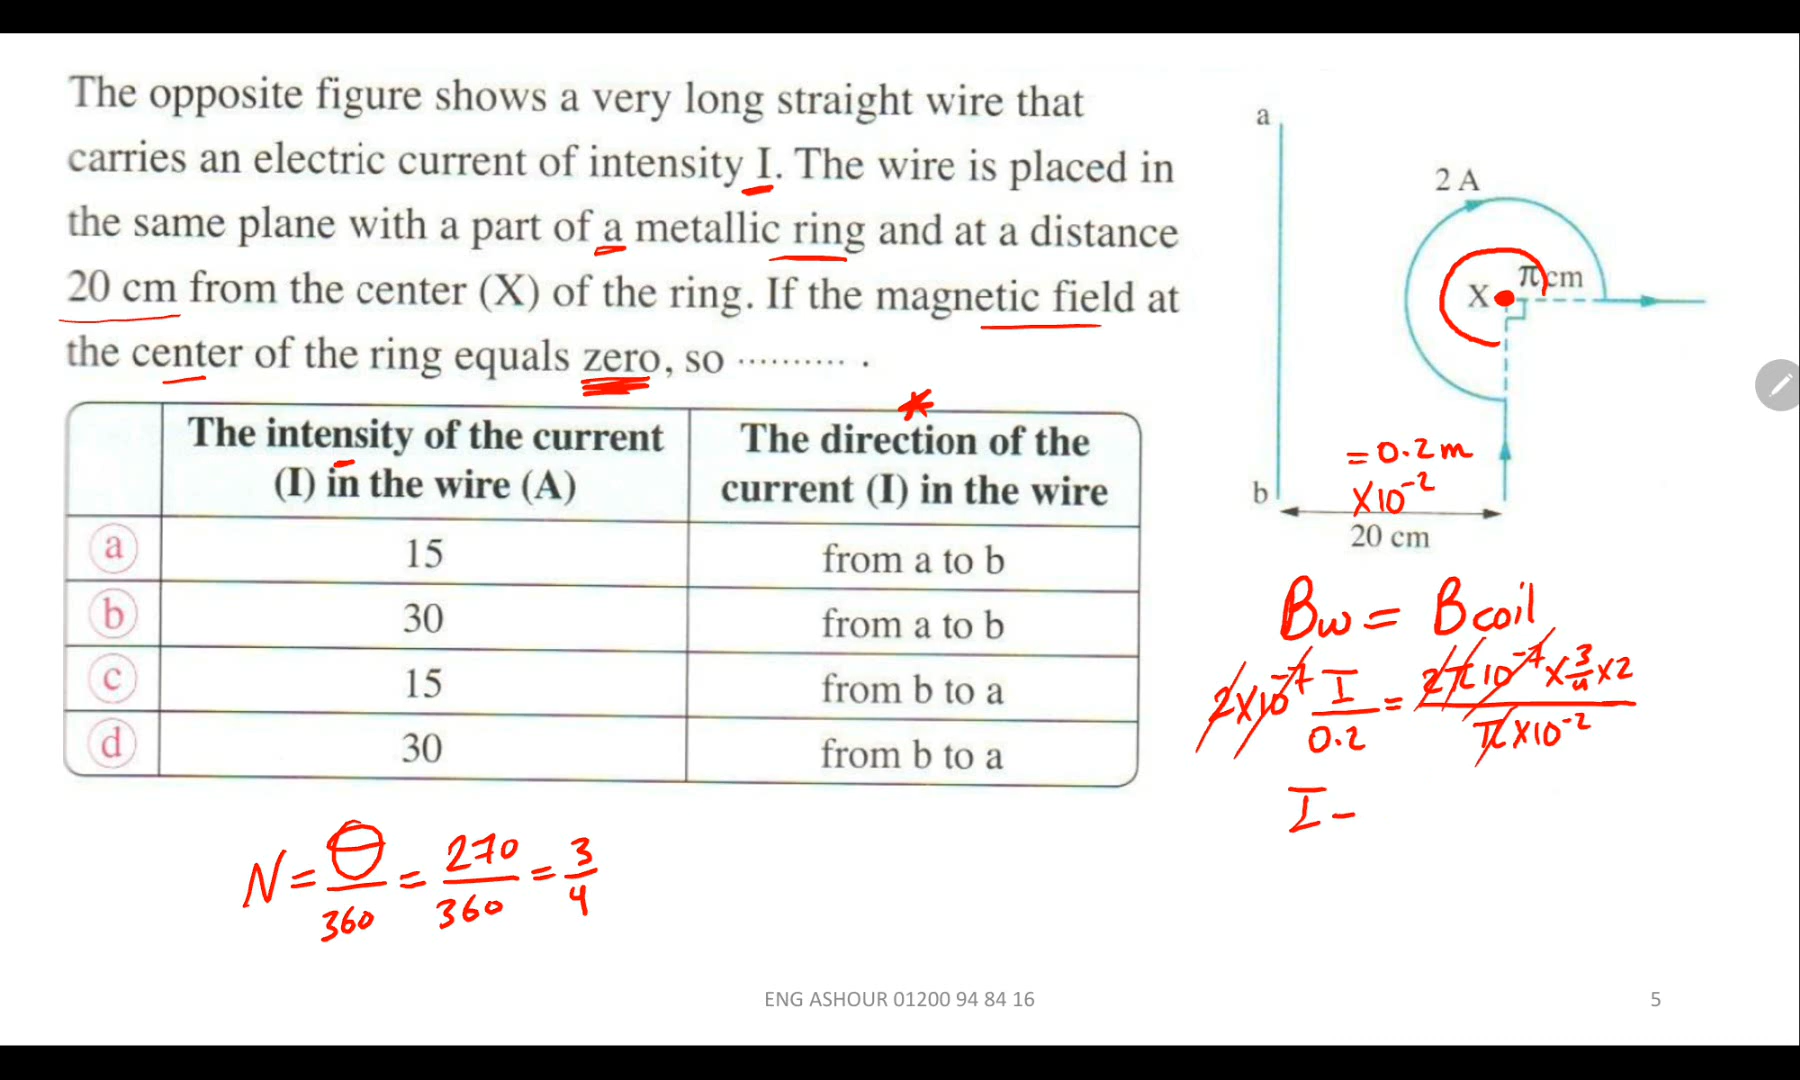 The opposite figure shows a very long straight wire that
carries an electric current of intensity I. The wire is placed in
the same plane with a part of a metallic ring and at a distance
20 cm from the center (X) of the ring. If the magnetic field at
the center of the ring equals zero, so .......... .
The intensity of the current (I) in the wire (A)
The direction of the current (I) in the wire
a 15 from a to b
b 30 from a to b
c 15 from b to a
d 30 from b to a
a
2 A
X
π cm
b
= 0.2 m
×10⁻²
20 cm
Bw = Bcoil
2×10⁻⁷ I / 0.2 = 2π10⁻⁷ × 3/4 × 2 / π×10⁻²
I -
N = θ/360 = 270/360 = 3/4
ENG ASHOUR 01200 94 84 16
5